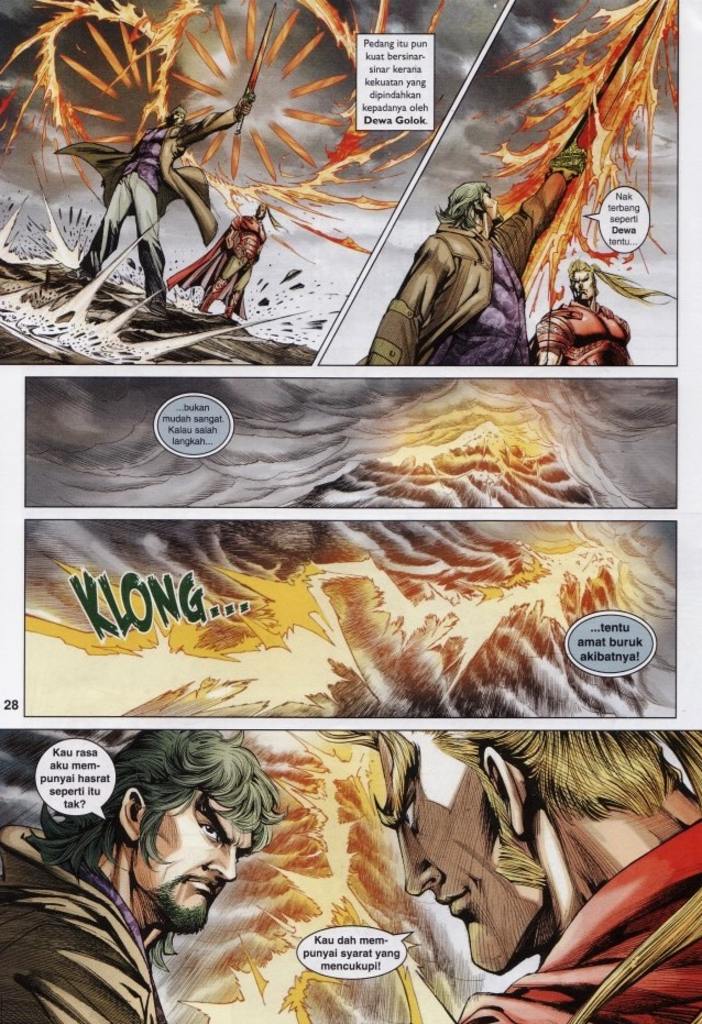 Pedang itu pun
kuat bersinar-
sinar kerana
kekuatan yang
dipindahkan
kepadanya oleh
Dewa Golok.
Nak
terbang
seperti
Dewa
tentu...
...bukan
mudah sangat.
Kalau salah
langkah...
KLONG...
...tentu
amat buruk
akibatnya!
28
Kau rasa
aku mem-
punyai hasrat
seperti itu
tak?
Kau dah mem-
punyai syarat yang
mencukupi!